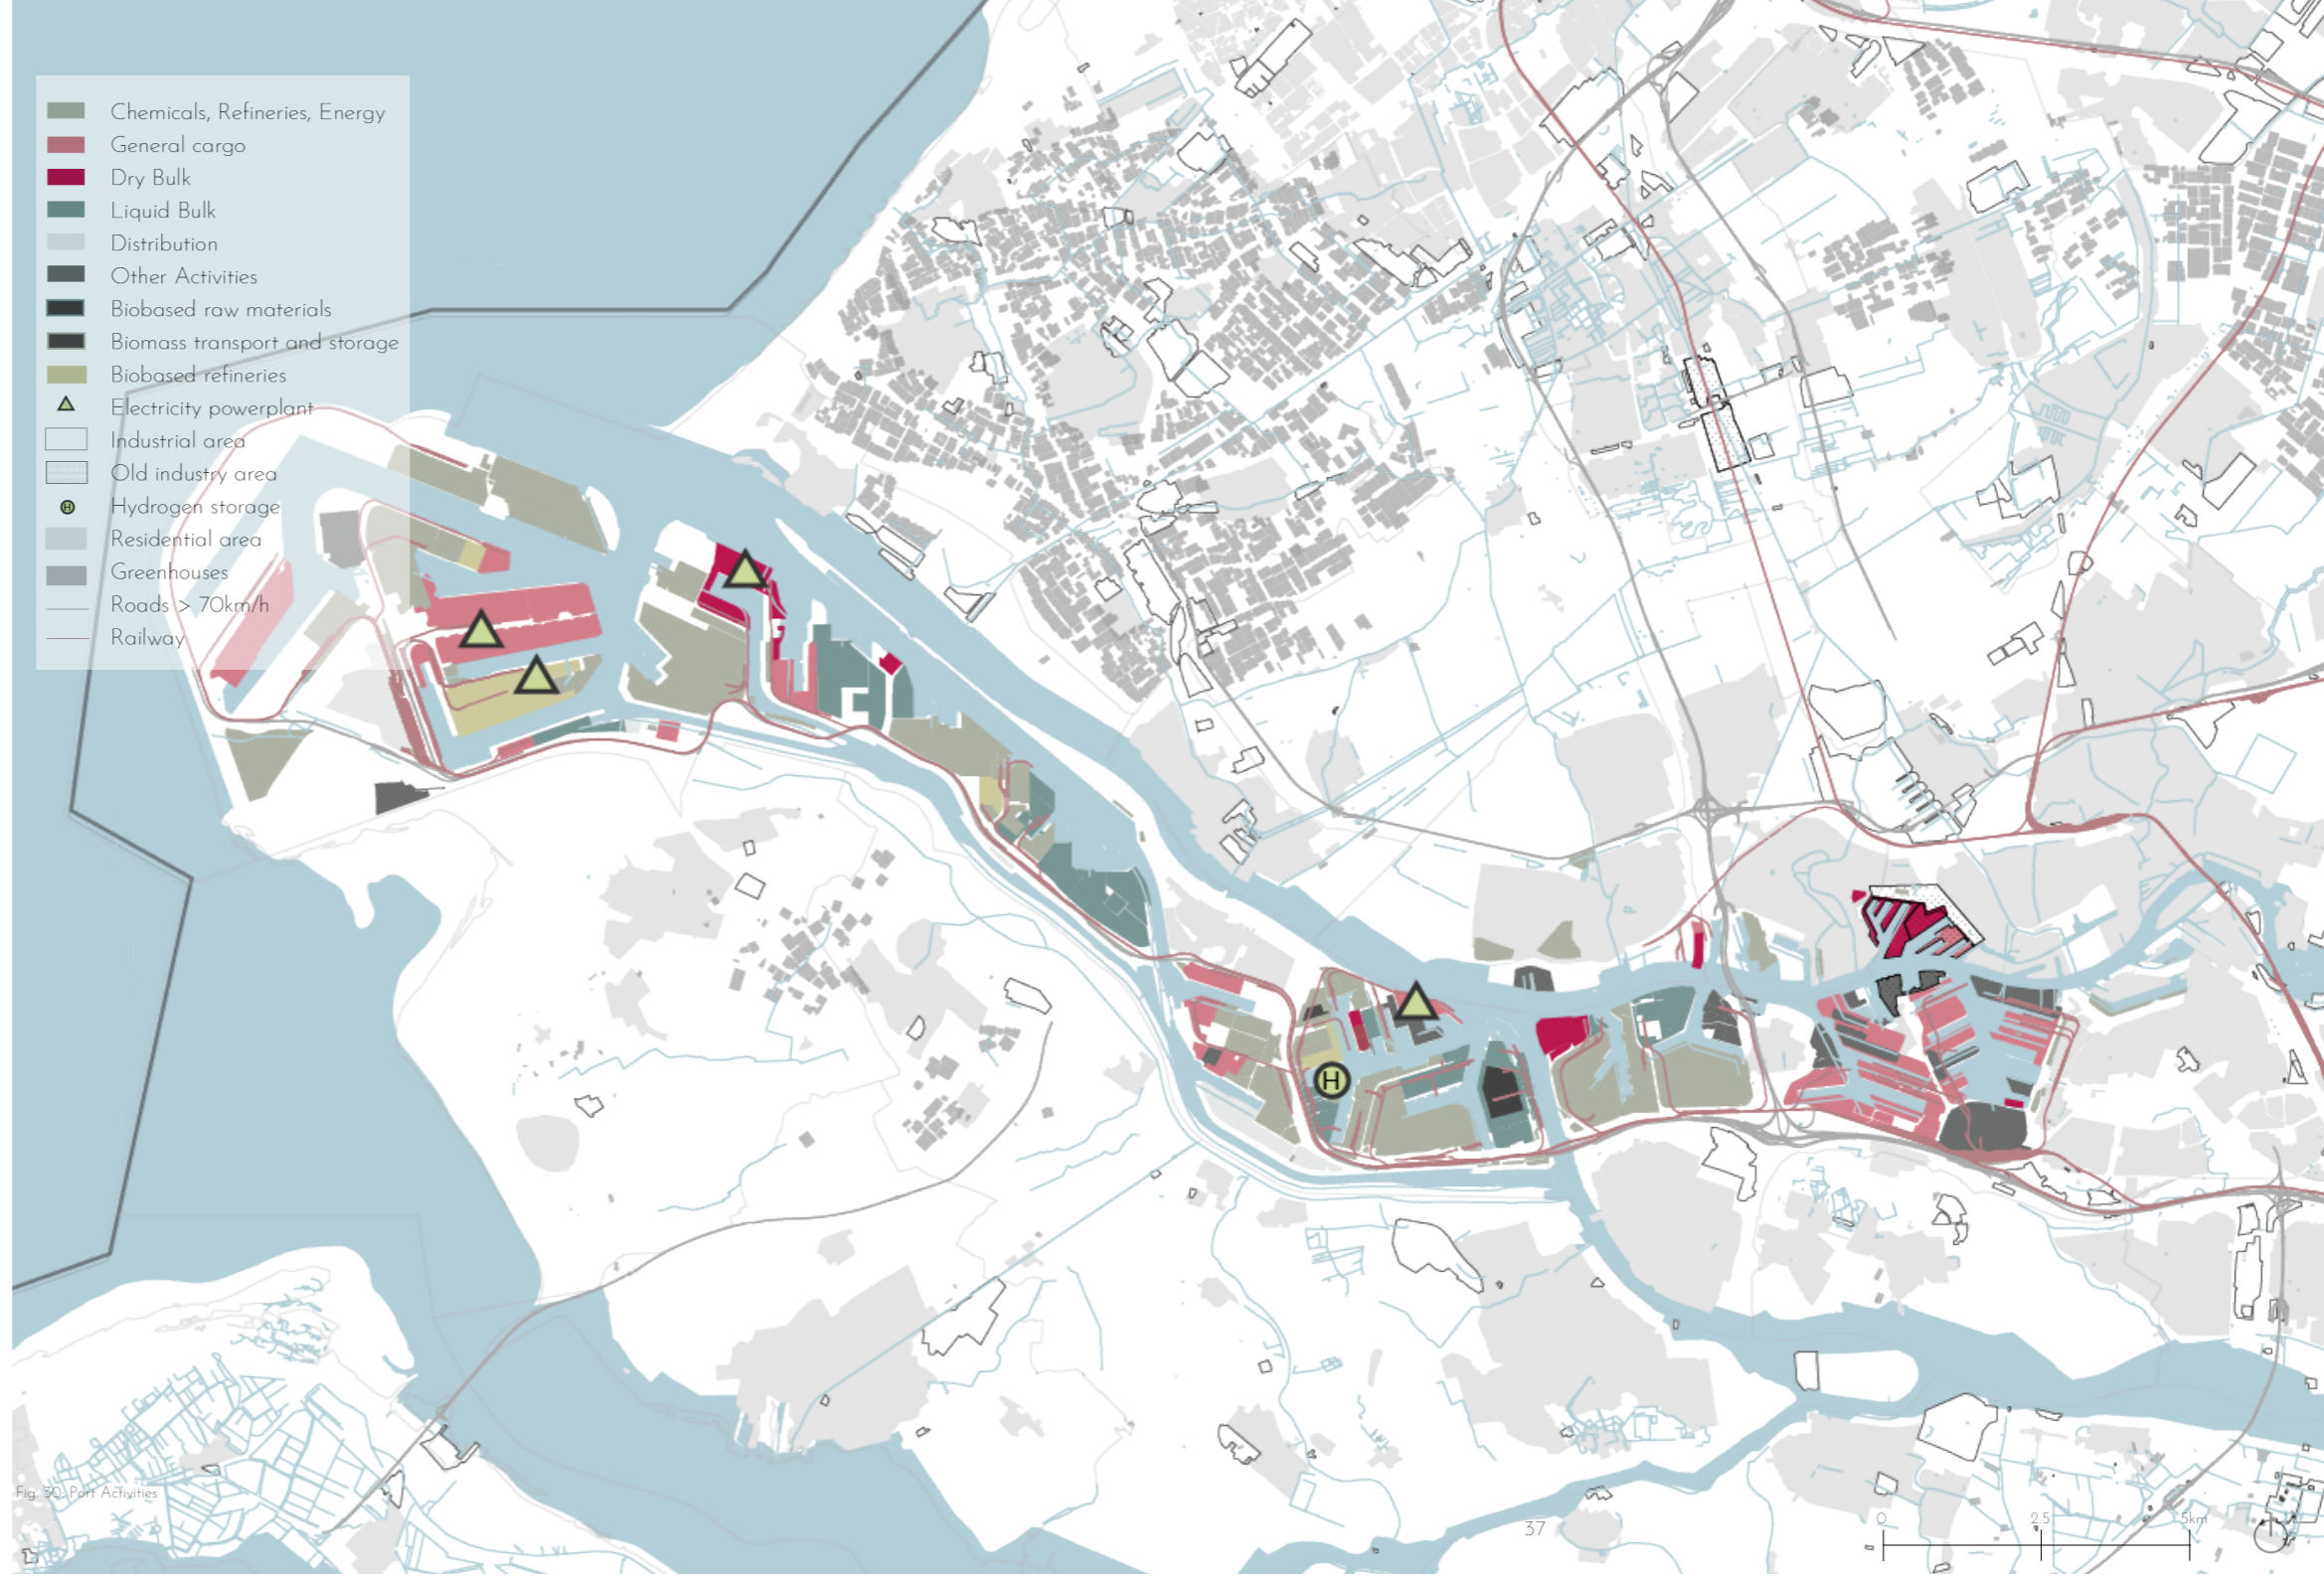 Chemicals, Refineries, Energy
General cargo
Dry Bulk
Liquid Bulk
Distribution
Other Activities
Biobased raw materials
Biomass transport and storage
Biobased refineries
Electricity powerplant
Industrial area
Old industry area
H Hydrogen storage
Residential area
Greenhouses
Roads > 70km/h
Railway
H
Fig. 30: Port Activities
37
0 2.5 5km